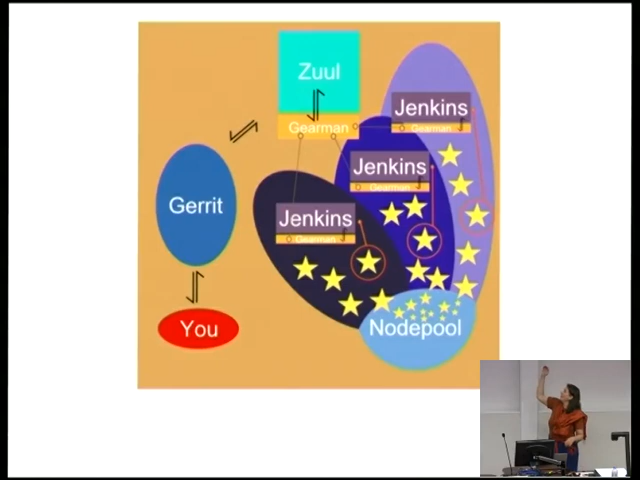 Zuul
Gearman
Jenkins
Gearman
Jenkins
Gearman
Jenkins
Gearman
Gerrit
You
Nodepool